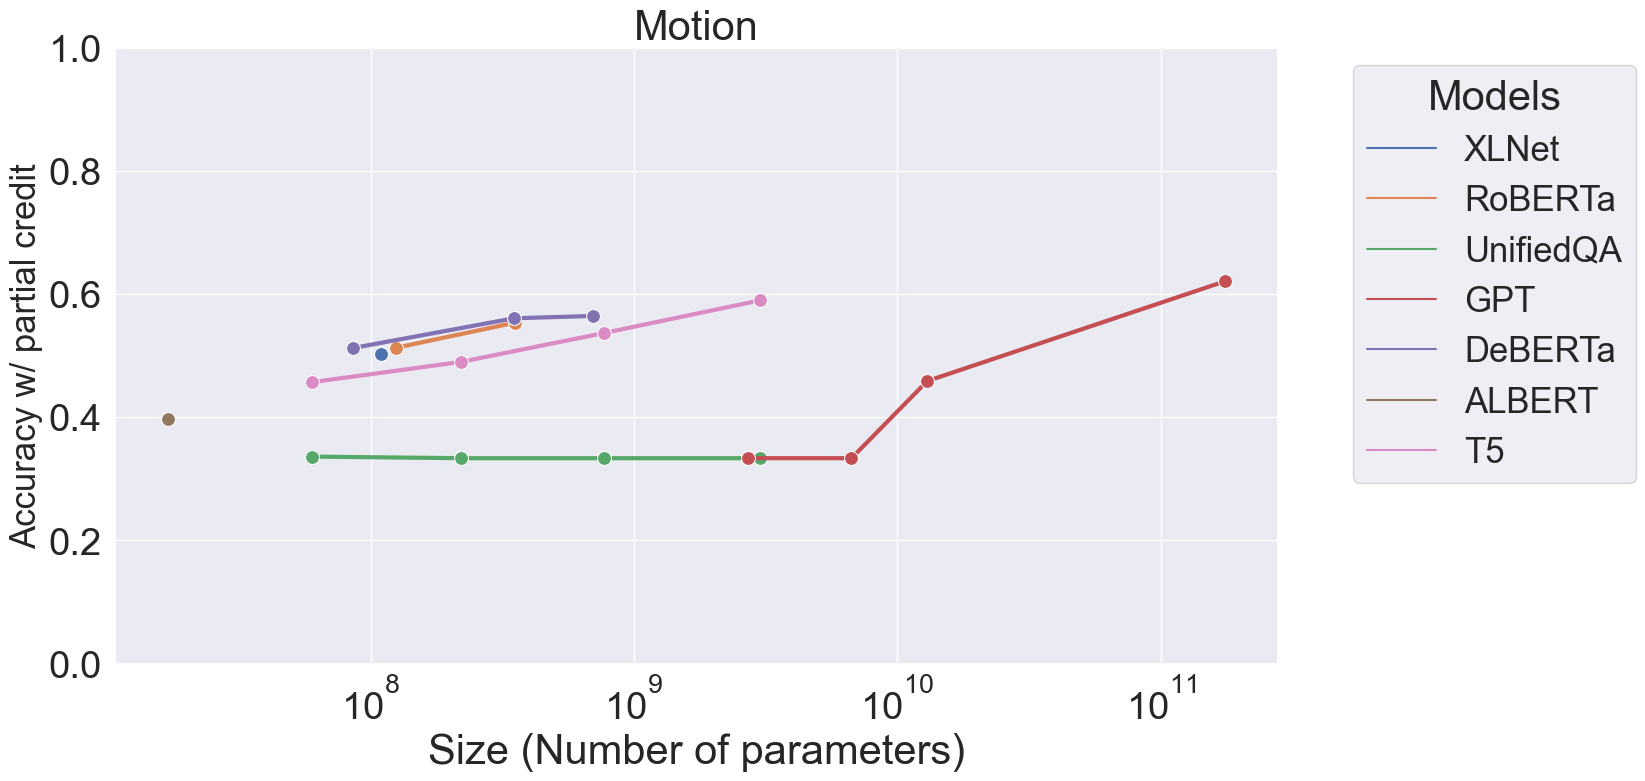 Motion
1.0
0.8
0.6
0.4
0.2
0.0
Accuracy w/ partial credit
10^8
10^9
10^10
10^11
Size (Number of parameters)
Models
XLNet
RoBERTa
UnifiedQA
GPT
DeBERTa
ALBERT
T5